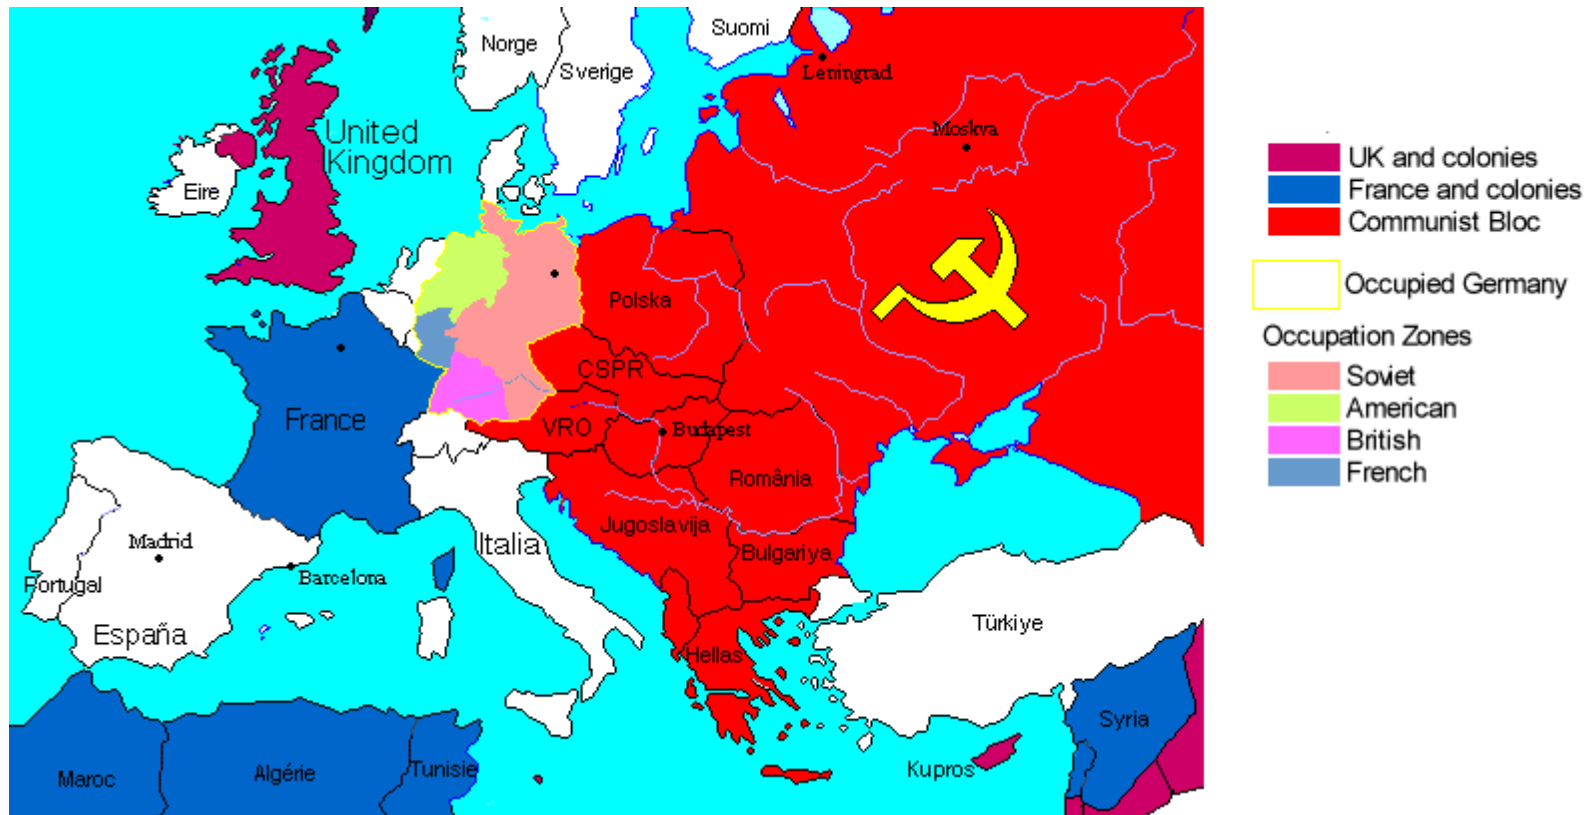 Norge
Suomi
Sverige
Leningrad
United
Kingdom
Moskva
Eire
Polska
CSPR
France
VRO
Budapest
România
Jugoslavija
Italia
Bulgariya
Madrid
Barcelona
Portugal
España
Türkiye
Hellas
Syria
Maroc
Algérie
Tunisie
Kupros
UK and colonies
France and colonies
Communist Bloc
Occupied Germany
Occupation Zones
Soviet
American
British
French